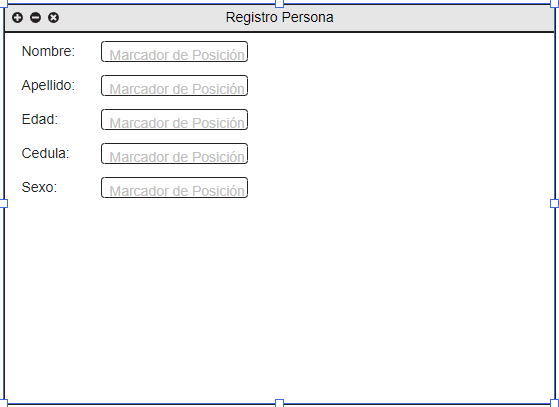 Registro Persona
Nombre: Marcador de Posición
Apellido: Marcador de Posición
Edad: Marcador de Posición
Cedula: Marcador de Posición
Sexo: Marcador de Posición